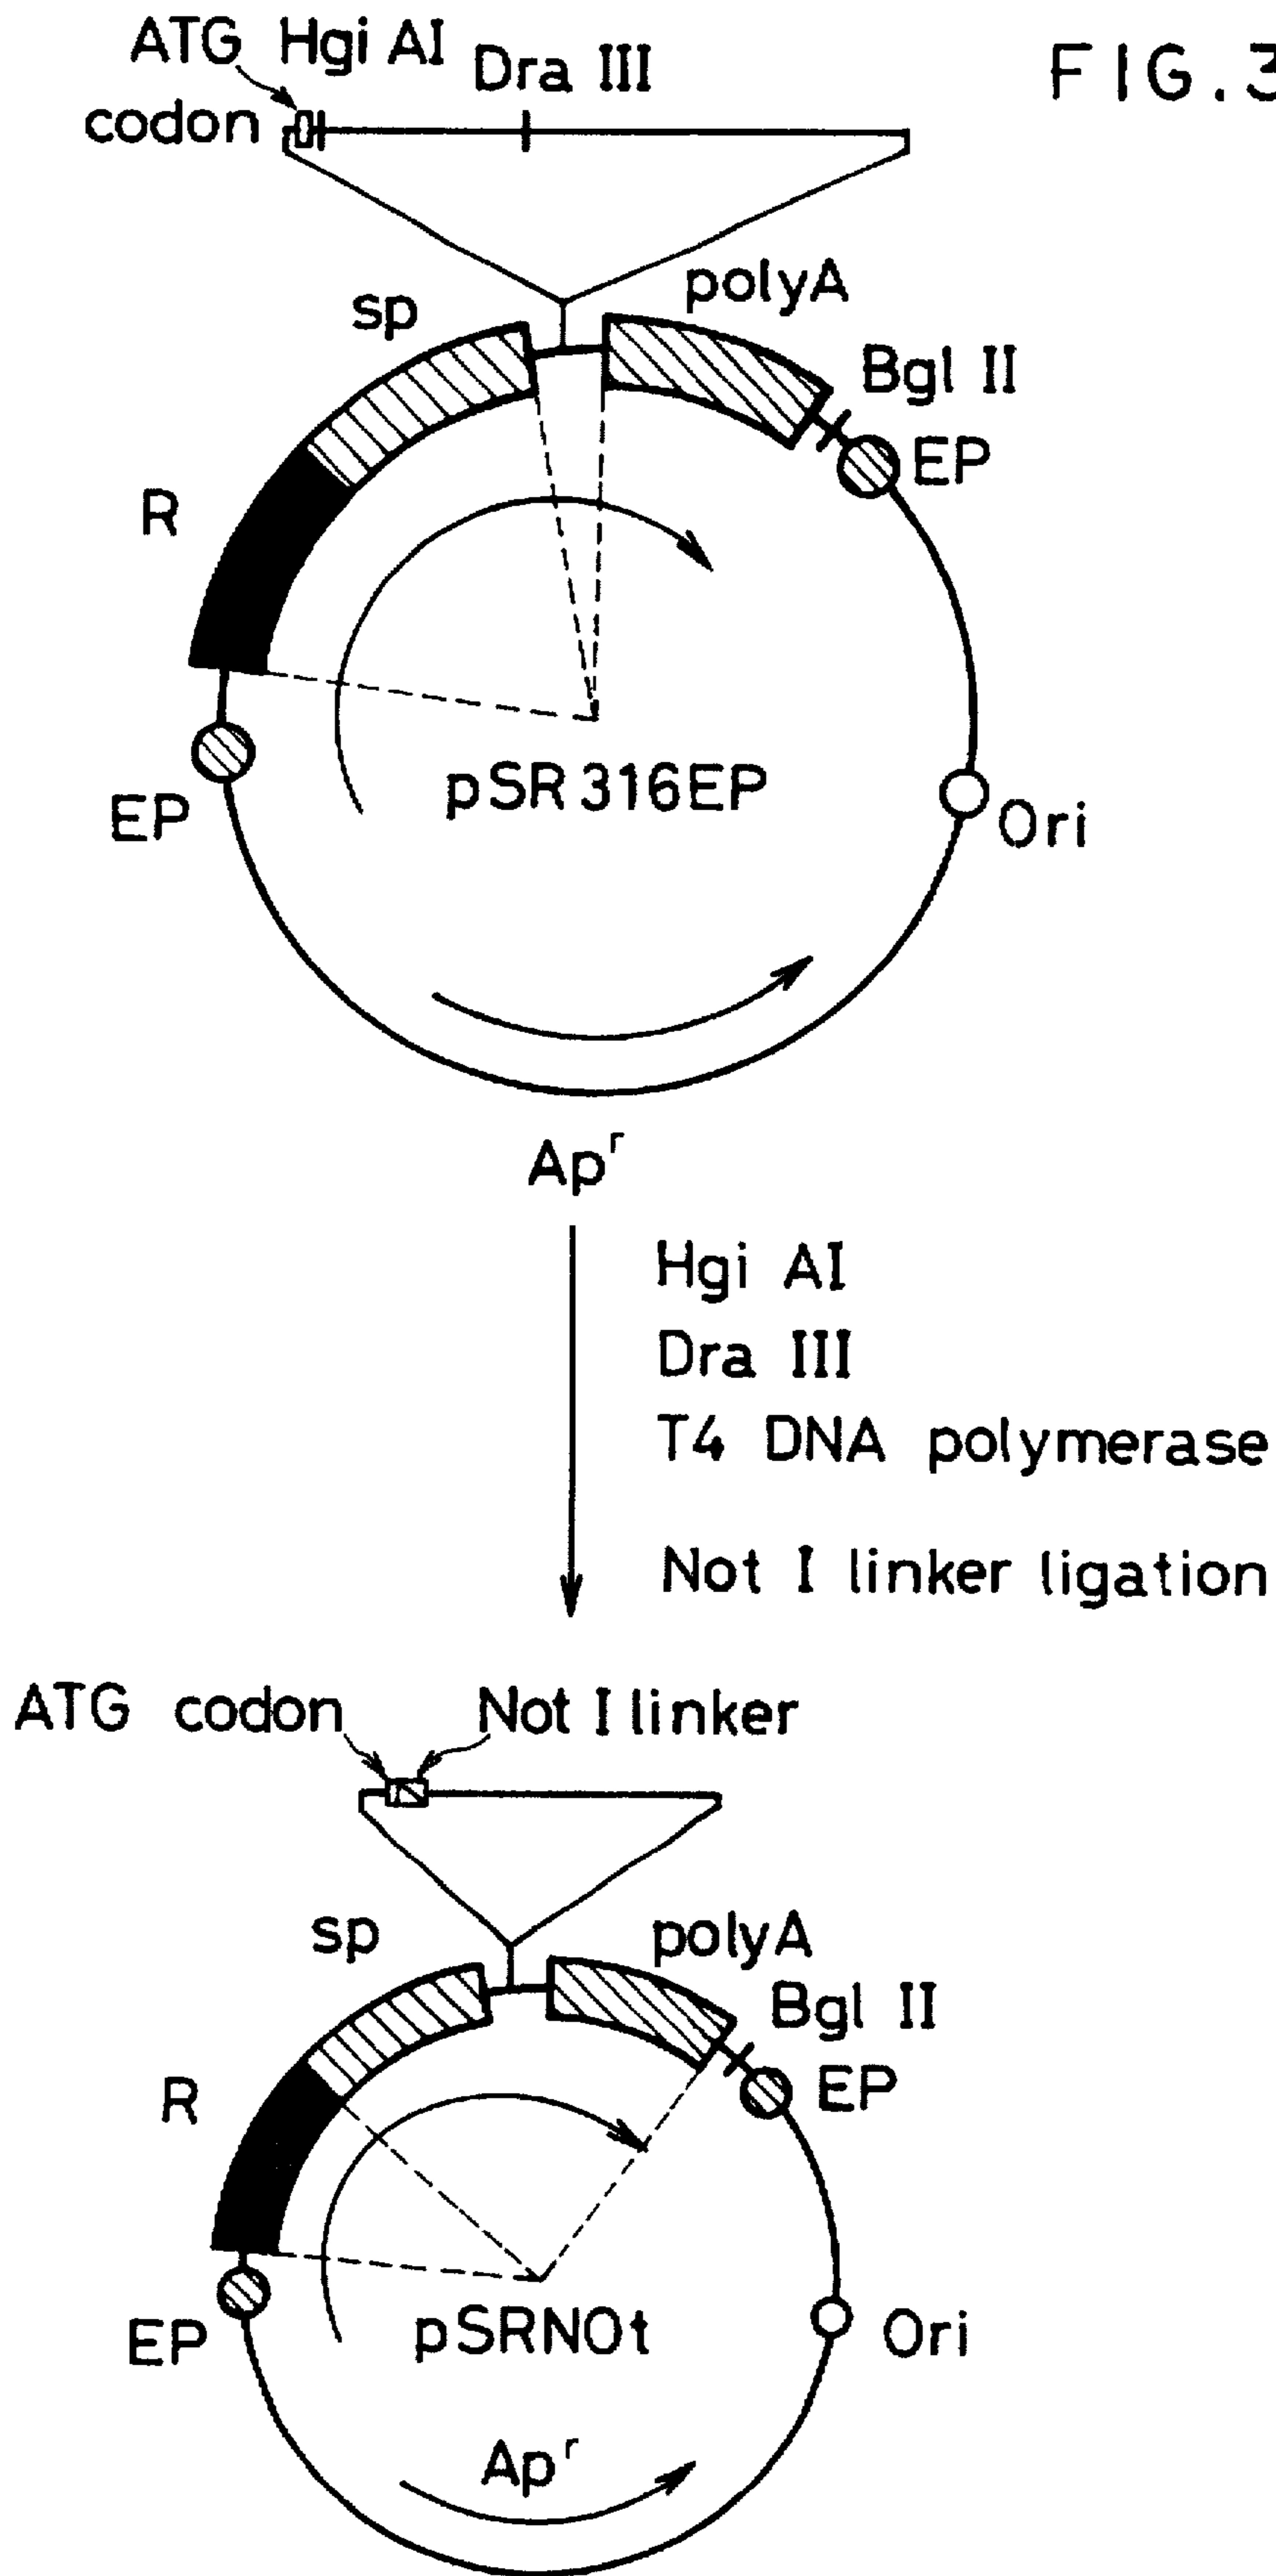 FIG.3
ATG Hgi AI Dra III
codon
sp
polyA
Bgl II
EP
R
pSR316EP
EP
Ori
Apʳ
Hgi AI
Dra III
T4 DNA polymerase
Not I linker ligation
ATG codon Not I linker
sp
polyA
Bgl II
EP
R
pSRNOt
EP
Ori
Apʳ